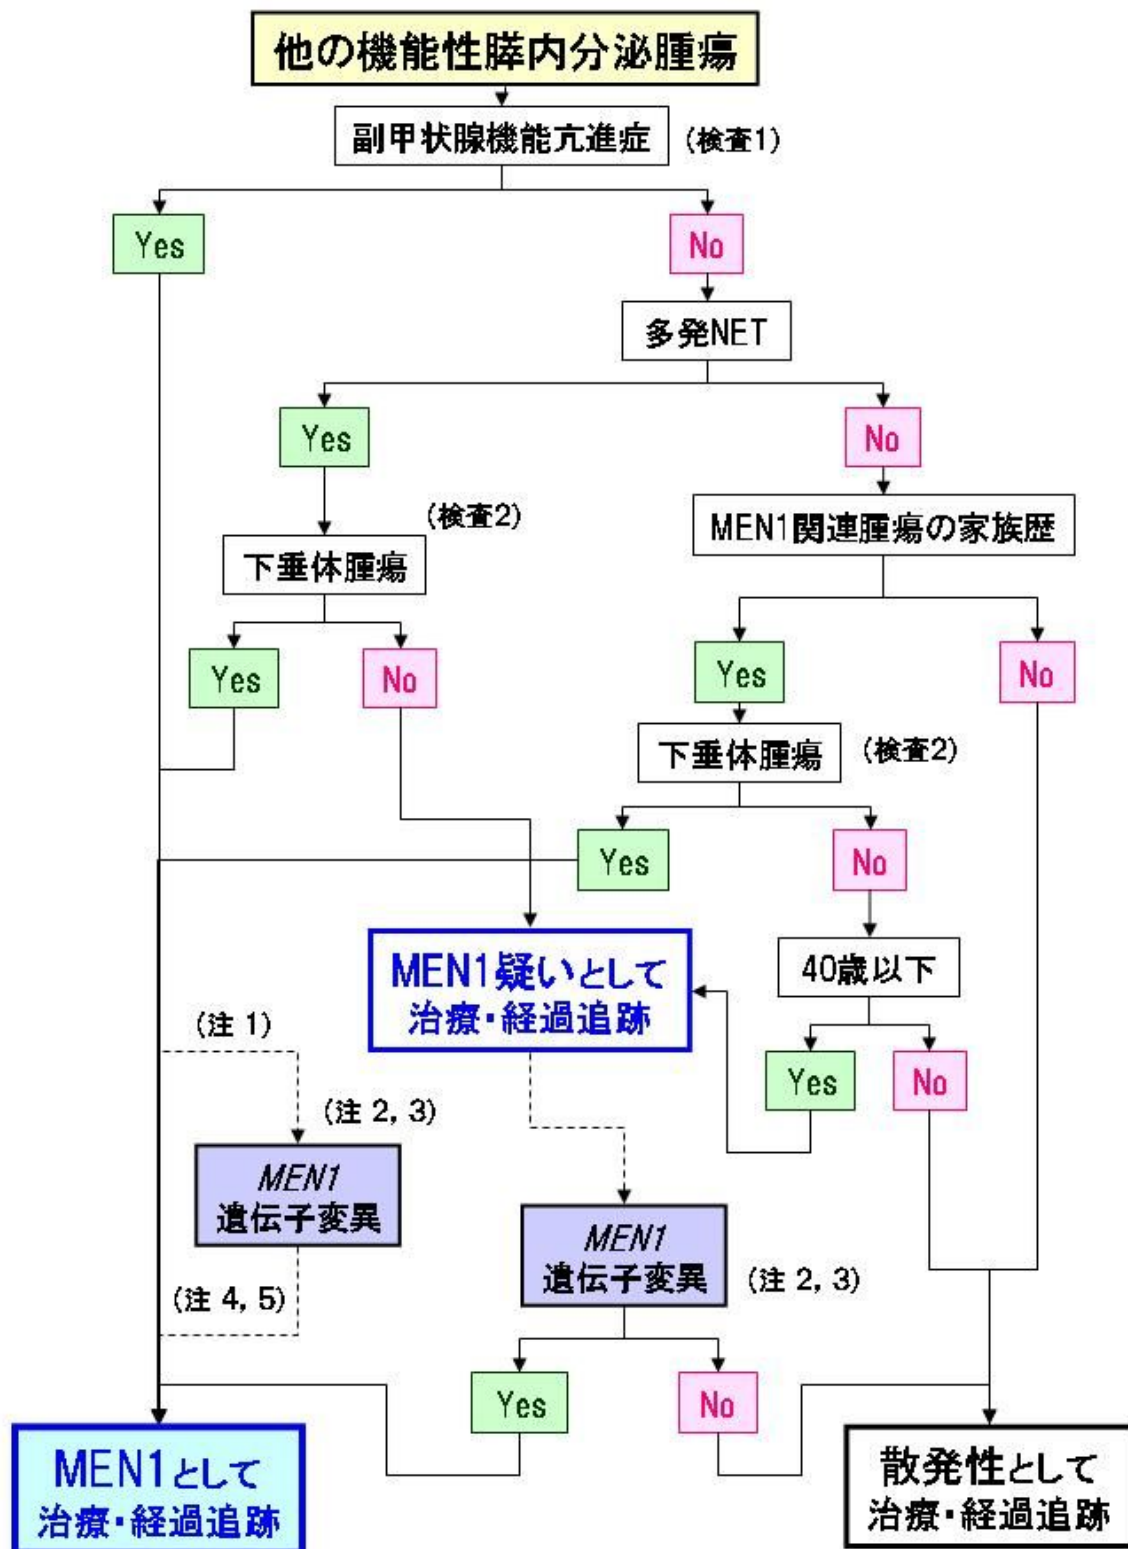 他の機能性膵内分泌腫瘍
副甲状腺機能亢進症 (検査1)
Yes
No
多発NET
Yes
No
(検査2)
MEN1関連腫瘍の家族歴
下垂体腫瘍
Yes
No
Yes
No
下垂体腫瘍 (検査2)
Yes
No
MEN1疑いとして
治療・経過追跡
40歳以下
(注 1)
Yes
No
(注 2, 3)
MEN1
遺伝子変異
MEN1
遺伝子変異
(注 2, 3)
(注 4, 5)
Yes
No
MEN1として
治療・経過追跡
散発性として
治療・経過追跡